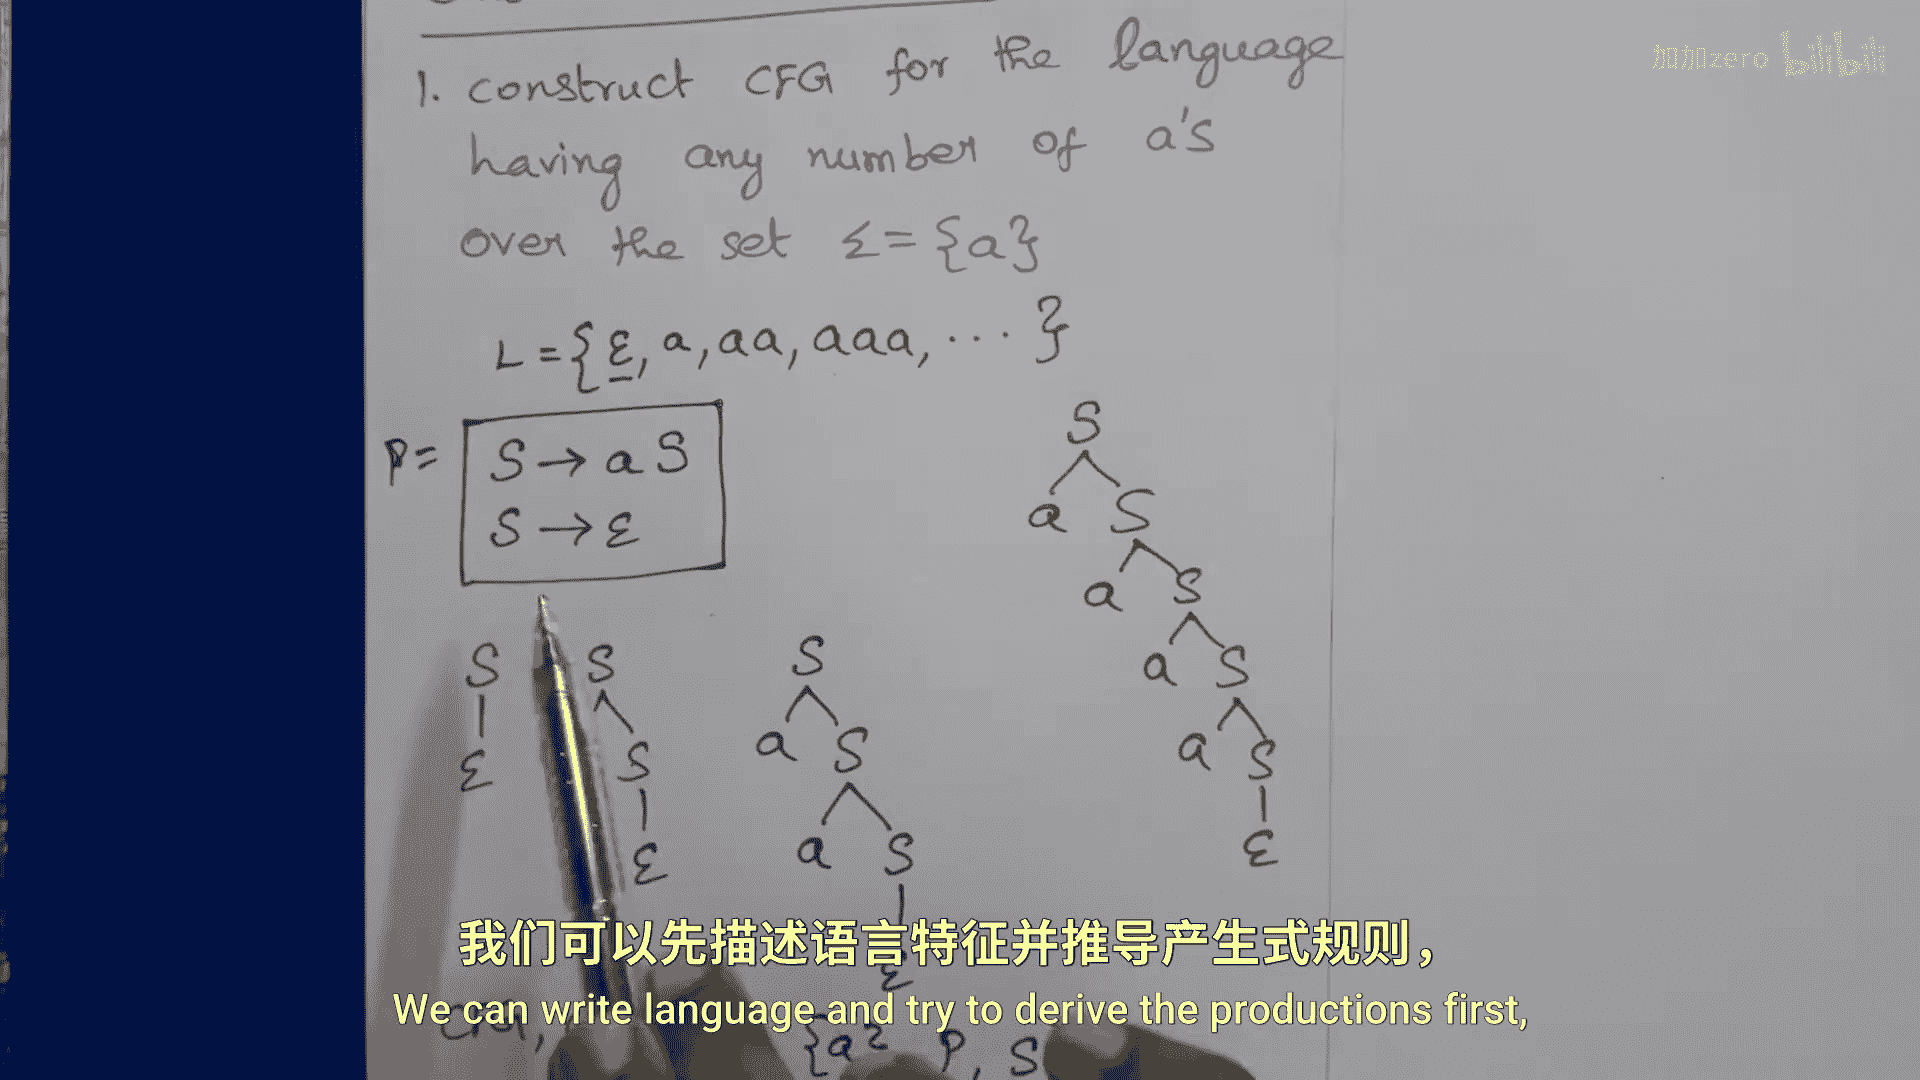 加加zero bilibili
1. construct CFG for the language
having any number of a's
over the set Σ={a}
L={ε, a, aa, aaa, ... }
P=
S→aS
S→ε
S
a S
a S
a S
a S
ε
S
ε
S
S
ε
S
a S
a S
ε
我们可以先描述语言特征并推导产生式规则，
We can write language and try to derive the productions first,
P, S